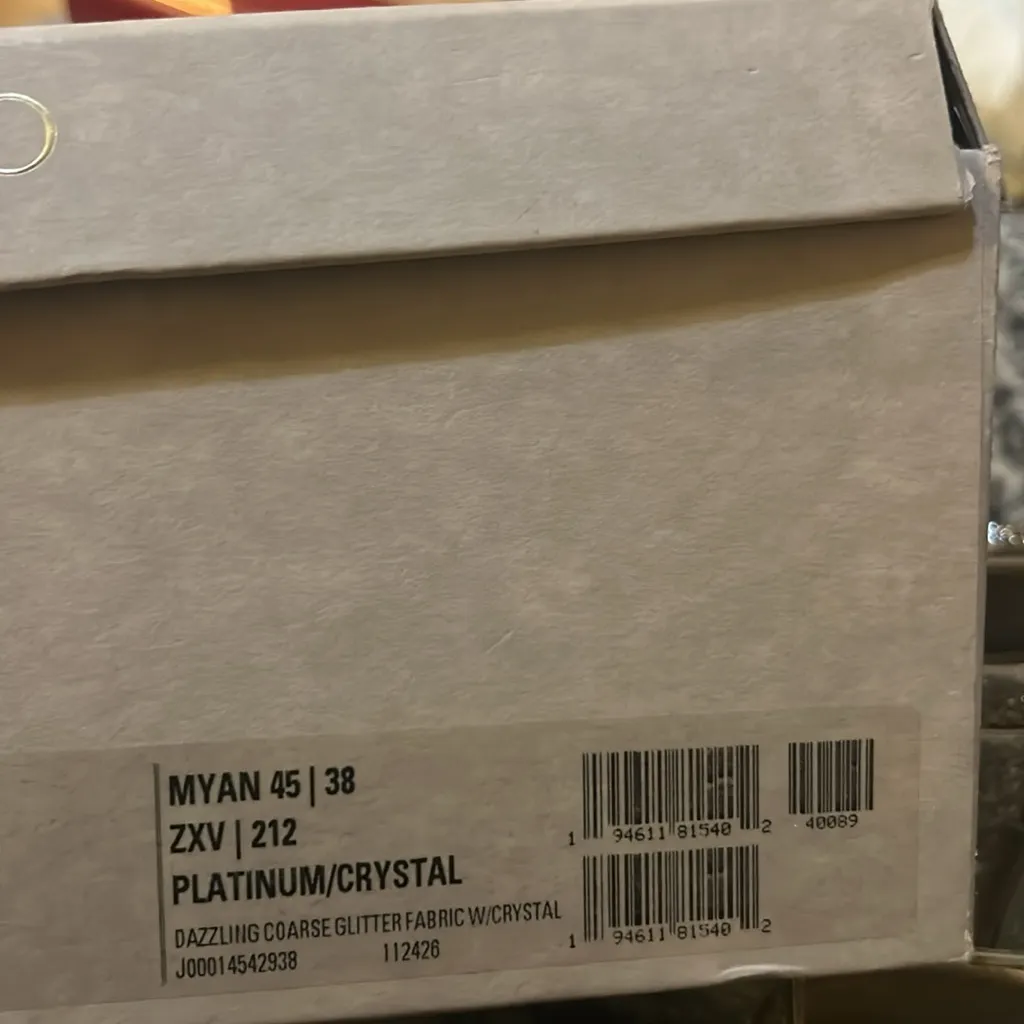 MYAN 45 | 38
ZXV | 212
PLATINUM/CRYSTAL
DAZZLING COARSE GLITTER FABRIC W/CRYSTAL
J00014542938 112426
1 94611 81540 2
40089
1 94611 81540 2